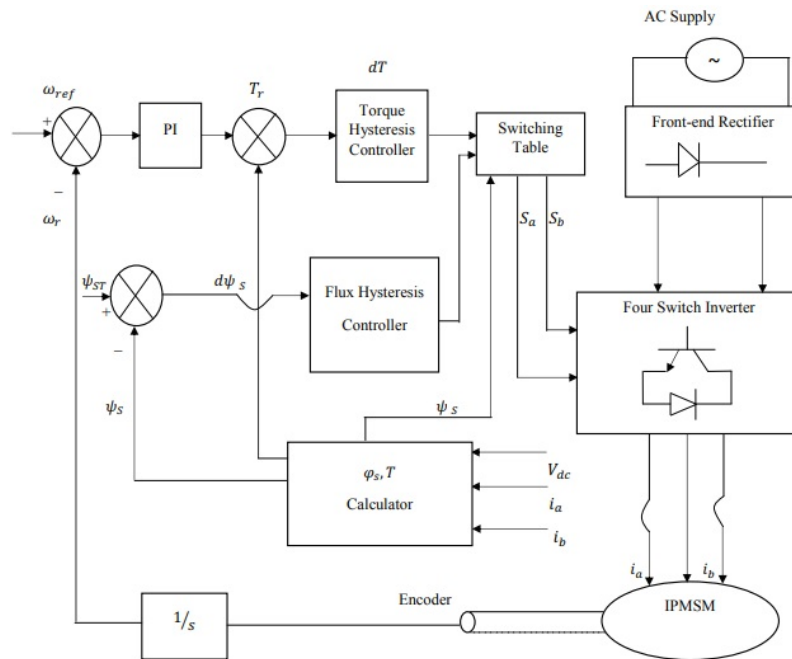 AC Supply
~
ω_ref
+
−
ω_r
PI
T_r
dT
Torque
Hysteresis
Controller
Switching
Table
Front-end Rectifier
S_a
S_b
ψ_ST
+
−
ψ_S
dψ_s
Flux Hysteresis
Controller
Four Switch Inverter
ψ_s
φ_s, T
Calculator
V_dc
i_a
i_b
i_a
i_b
Encoder
IPMSM
1/s